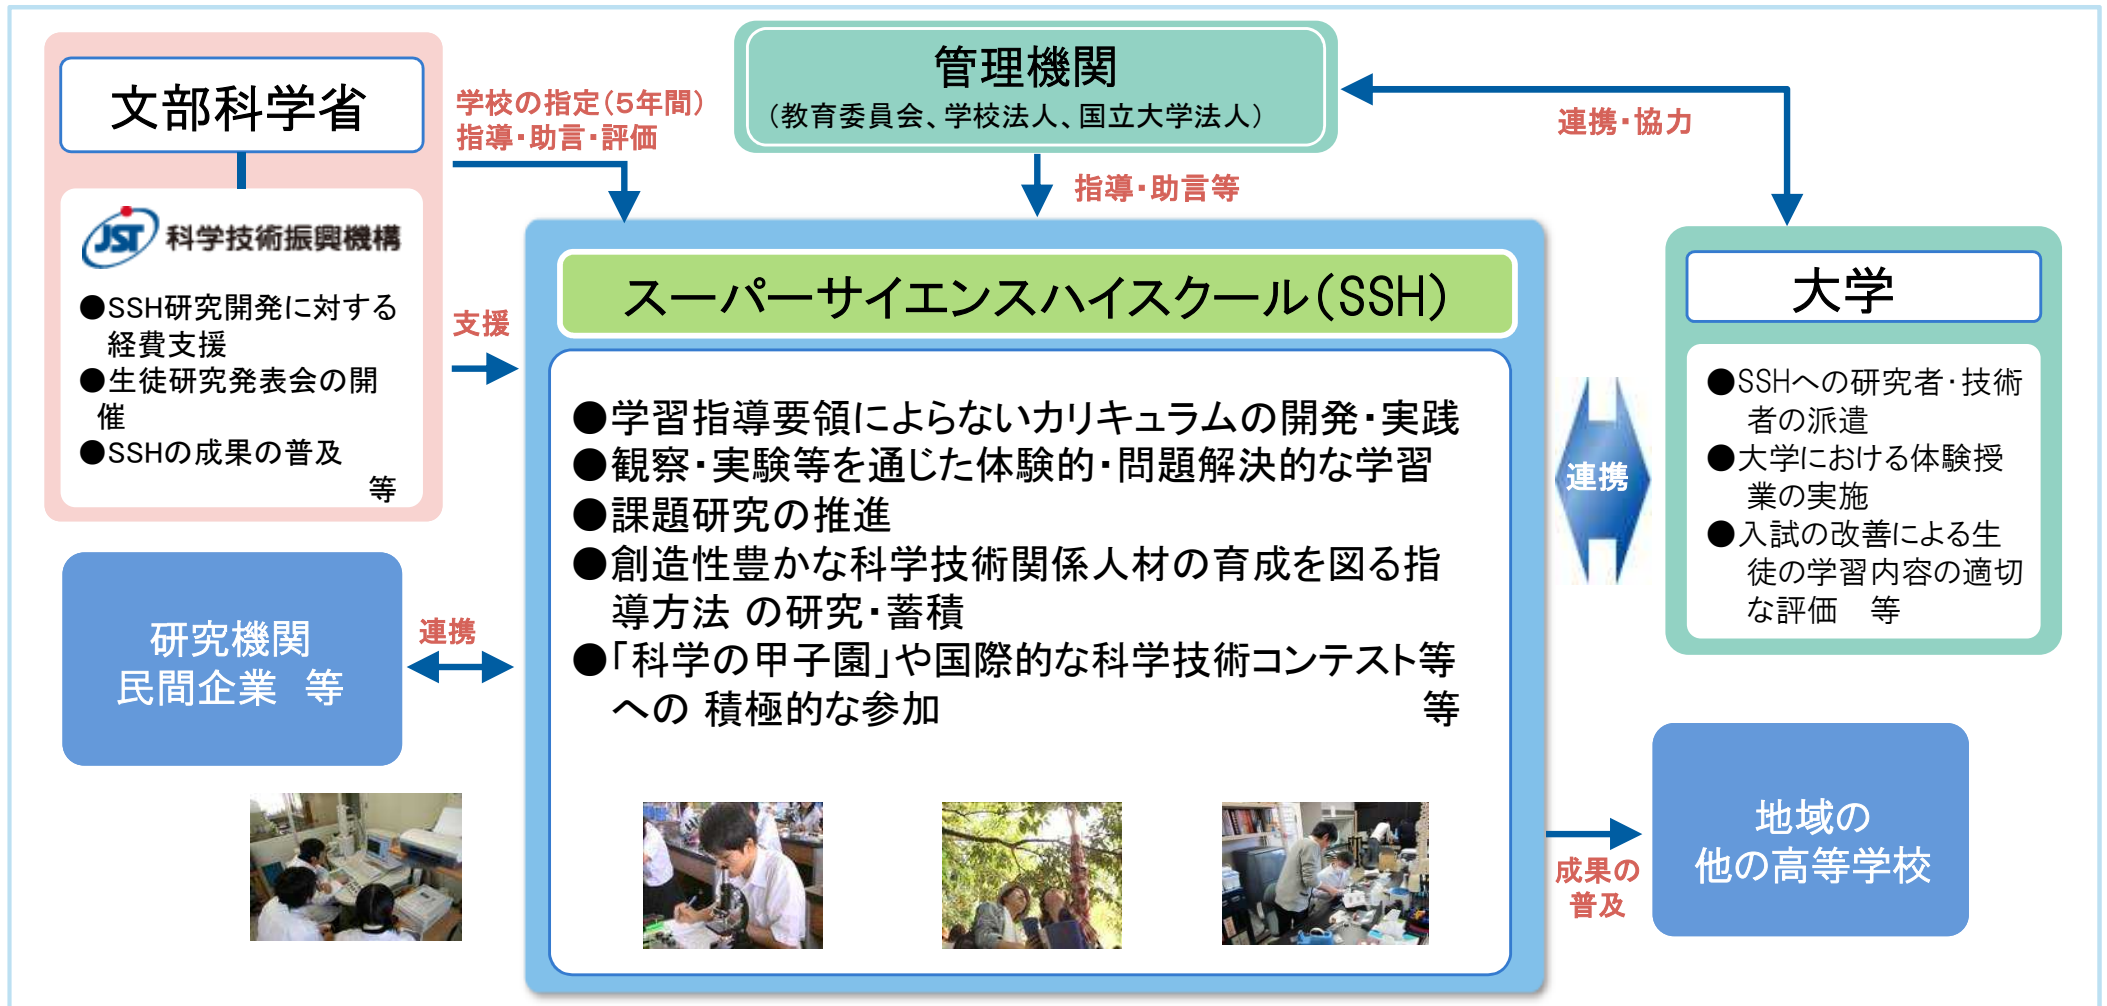 文部科学省
JST 科学技術振興機構
●SSH研究開発に対する
経費支援
●生徒研究発表会の開
催
●SSHの成果の普及
等
学校の指定(5年間)
指導・助言・評価
支援
管理機関
(教育委員会、学校法人、国立大学法人)
指導・助言等
連携・協力
スーパーサイエンスハイスクール(SSH)
●学習指導要領によらないカリキュラムの開発・実践
●観察・実験等を通じた体験的・問題解決的な学習
●課題研究の推進
●創造性豊かな科学技術関係人材の育成を図る指
導方法 の研究・蓄積
●「科学の甲子園」や国際的な科学技術コンテスト等
への 積極的な参加 等
連携
大学
●SSHへの研究者・技術
者の派遣
●大学における体験授
業の実施
●入試の改善による生
徒の学習内容の適切
な評価 等
研究機関
民間企業 等
連携
成果の
普及
地域の
他の高等学校